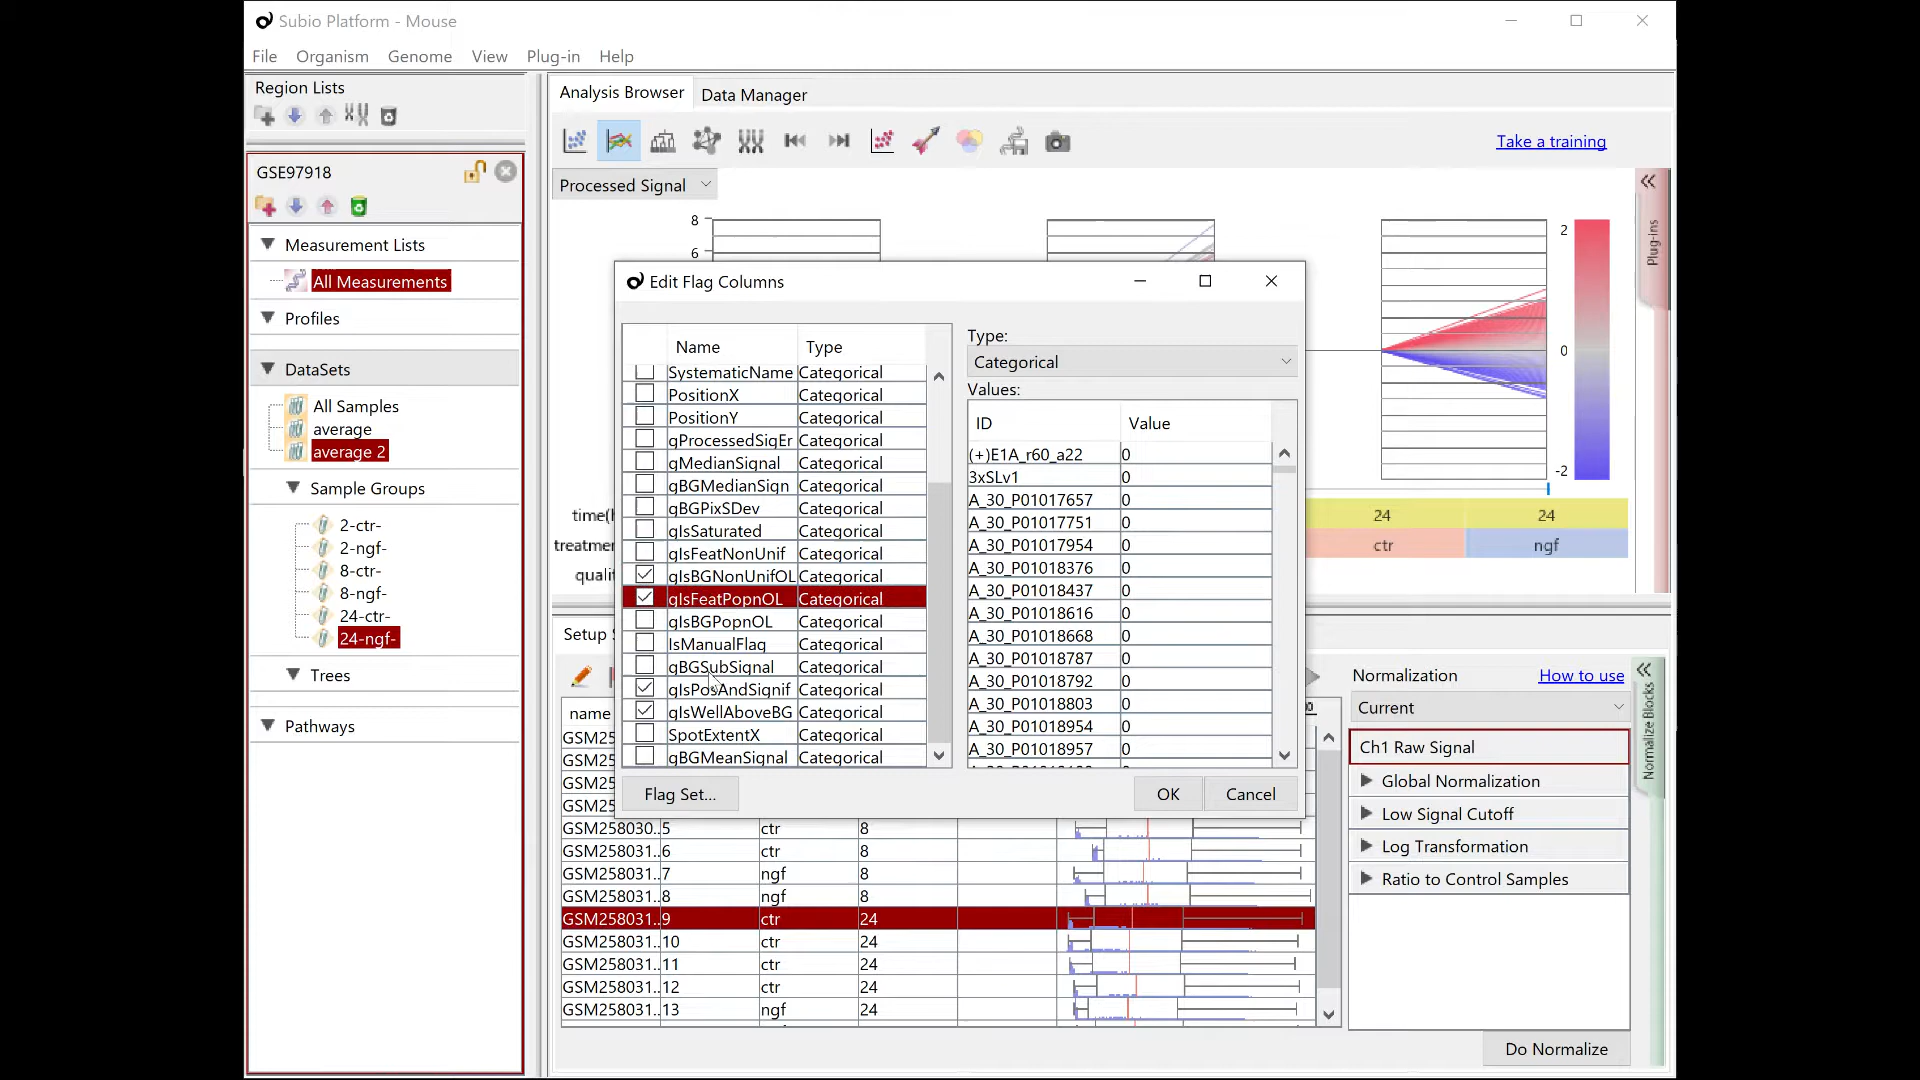 Subio Platform - Mouse
File Organism Genome View Plug-in Help
Region Lists
Analysis Browser Data Manager
Take a training
GSE97918
Processed Signal
Measurement Lists
All Measurements
Profiles
DataSets
All Samples
average
average 2
Sample Groups
2-ctr-
2-ngf-
8-ctr-
8-ngf-
24-ctr-
24-ngf-
Trees
Pathways
8
6
2
0
-2
Plug-ins
time(h
treatmen
quality
24 24
ctr ngf
Edit Flag Columns
Name Type
SystematicName Categorical
PositionX Categorical
PositionY Categorical
gProcessedSigEr Categorical
gMedianSignal Categorical
gBGMedianSign Categorical
gBGPixSDev Categorical
gIsSaturated Categorical
gIsFeatNonUnif Categorical
gIsBGNonUnifOL Categorical
gIsFeatPopnOL Categorical
gIsBGPopnOL Categorical
IsManualFlag Categorical
gBGSubSignal Categorical
gIsPosAndSignif Categorical
gIsWellAboveBG Categorical
SpotExtentX Categorical
gBGMeanSignal Categorical
Type:
Categorical
Values:
ID Value
(+)E1A_r60_a22 0
3xSLv1 0
A_30_P01017657 0
A_30_P01017751 0
A_30_P01017954 0
A_30_P01018376 0
A_30_P01018437 0
A_30_P01018616 0
A_30_P01018668 0
A_30_P01018787 0
A_30_P01018792 0
A_30_P01018803 0
A_30_P01018954 0
A_30_P01018957 0
Flag Set... OK Cancel
Setup S
name
GSM25
GSM25
GSM25
GSM25
GSM258030.. 5 ctr 8
GSM258031.. 6 ctr 8
GSM258031.. 7 ngf 8
GSM258031.. 8 ngf 8
GSM258031.. 9 ctr 24
GSM258031.. 10 ctr 24
GSM258031.. 11 ctr 24
GSM258031.. 12 ctr 24
GSM258031.. 13 ngf 24
Normalization How to use
Current
Ch1 Raw Signal
Global Normalization
Low Signal Cutoff
Log Transformation
Ratio to Control Samples
Normalize Blocks
Do Normalize